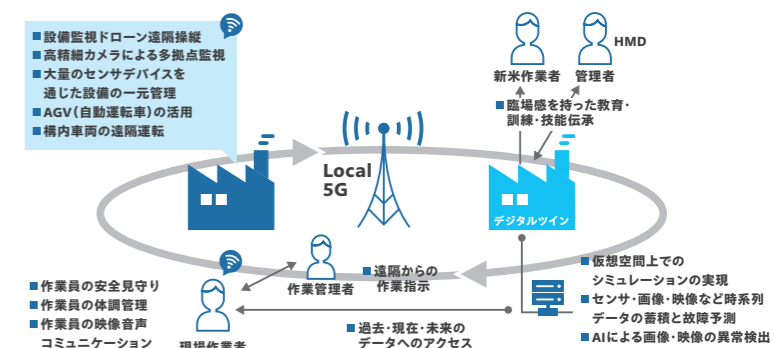 ■設備監視ドローン遠隔操縦
■高精細カメラによる多拠点監視
■大量のセンサデバイスを
通じた設備の一元管理
■AGV(自動運転車)の活用
■構内車両の遠隔運転
HMD
新米作業者
管理者
■臨場感を持った教育・
訓練・技能伝承
Local
5G
デジタルツイン
■作業員の安全見守り
■作業員の体調管理
■作業員の映像音声
コミュニケーション
現場作業者
作業管理者
■遠隔からの
作業指示
■過去・現在・未来の
データへのアクセス
■仮想空間上での
シミュレーションの実現
■センサ・画像・映像など時系列
データの蓄積と故障予測
■AIによる画像・映像の異常検出